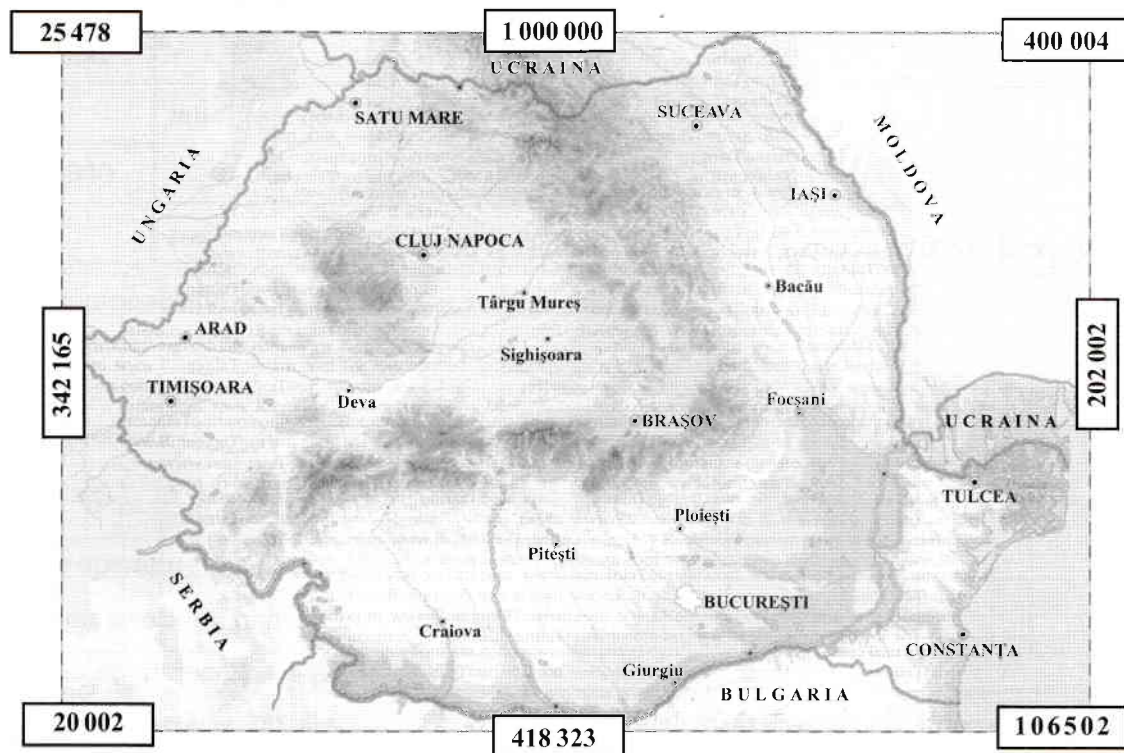 25 478
1 000 000
400 004
UCRAINA
SATU MARE
SUCEAVA
MOLDOVA
UNGARIA
IAȘI
CLUJ NAPOCA
Bacău
Târgu Mureș
ARAD
342 165
202 002
Sighișoara
TIMIȘOARA
Deva
Focșani
BRAȘOV
UCRAINA
TULCEA
Ploiești
Pitești
SERBIA
BUCUREȘTI
Craiova
CONSTANȚA
Giurgiu
BULGARIA
20 002
418 323
106502